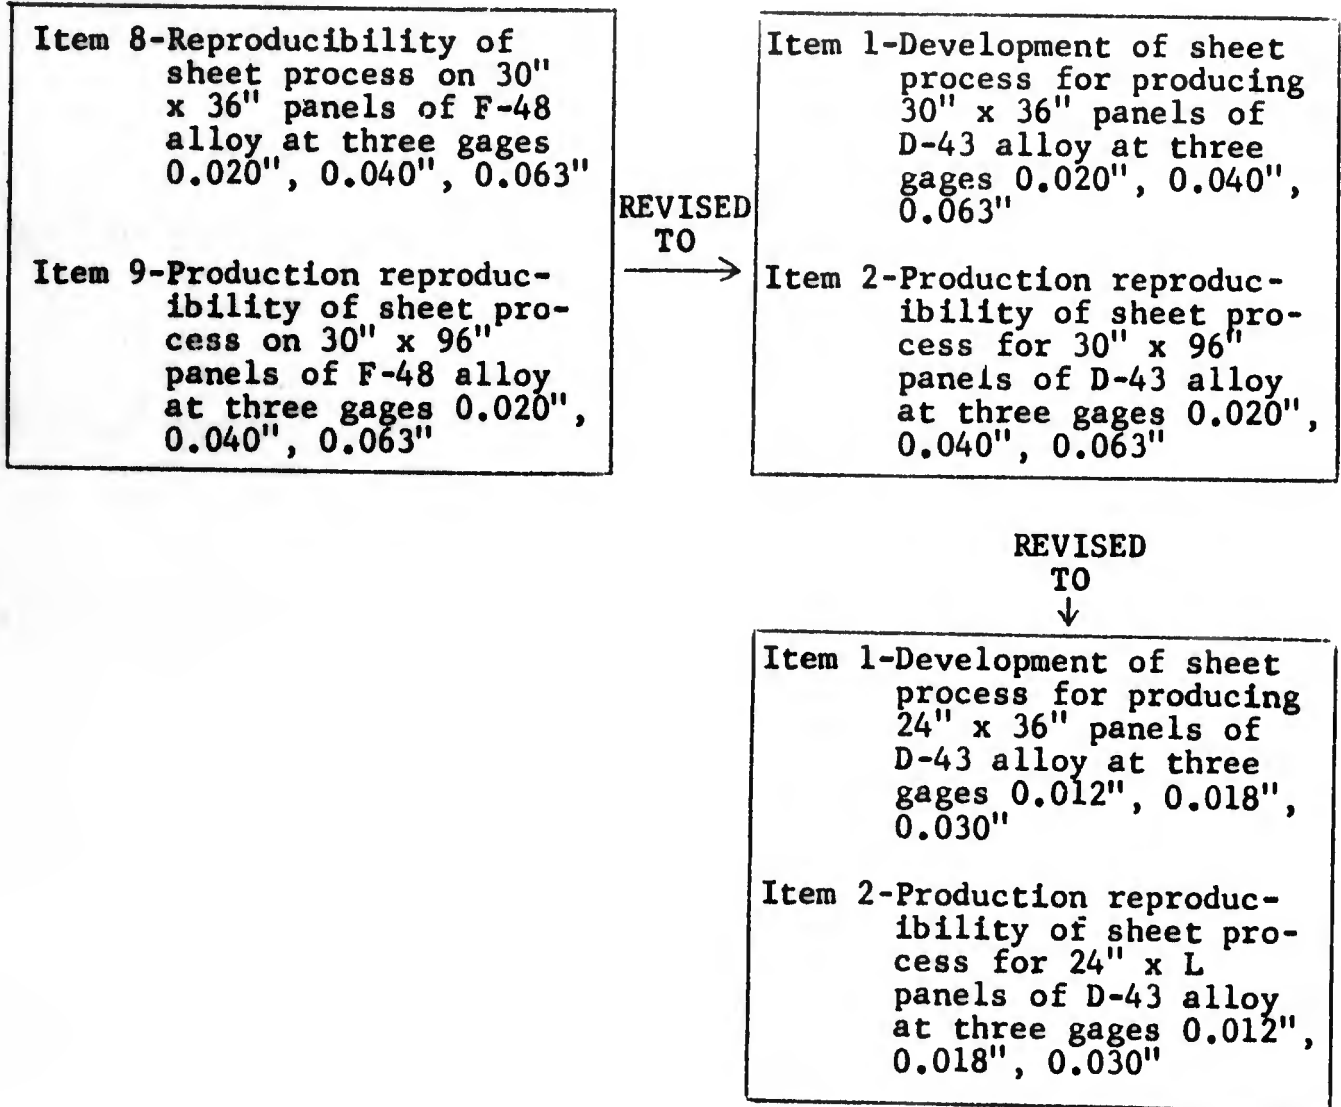 Item 8-Reproducibility of
sheet process on 30"
x 36" panels of F-48
alloy at three gages
0.020", 0.040", 0.063"
Item 9-Production reproduc-
ibility of sheet pro-
cess on 30" x 96"
panels of F-48 alloy
at three gages 0.020",
0.040", 0.063"
REVISED
TO
Item 1-Development of sheet
process for producing
30" x 36" panels of
D-43 alloy at three
gages 0.020", 0.040",
0.063"
Item 2-Production reproduc-
ibility of sheet pro-
cess for 30" x 96"
panels of D-43 alloy
at three gages 0.020",
0.040", 0.063"
REVISED
TO
Item 1-Development of sheet
process for producing
24" x 36" panels of
D-43 alloy at three
gages 0.012", 0.018",
0.030"
Item 2-Production reproduc-
ibility of sheet pro-
cess for 24" x L
panels of D-43 alloy
at three gages 0.012",
0.018", 0.030"